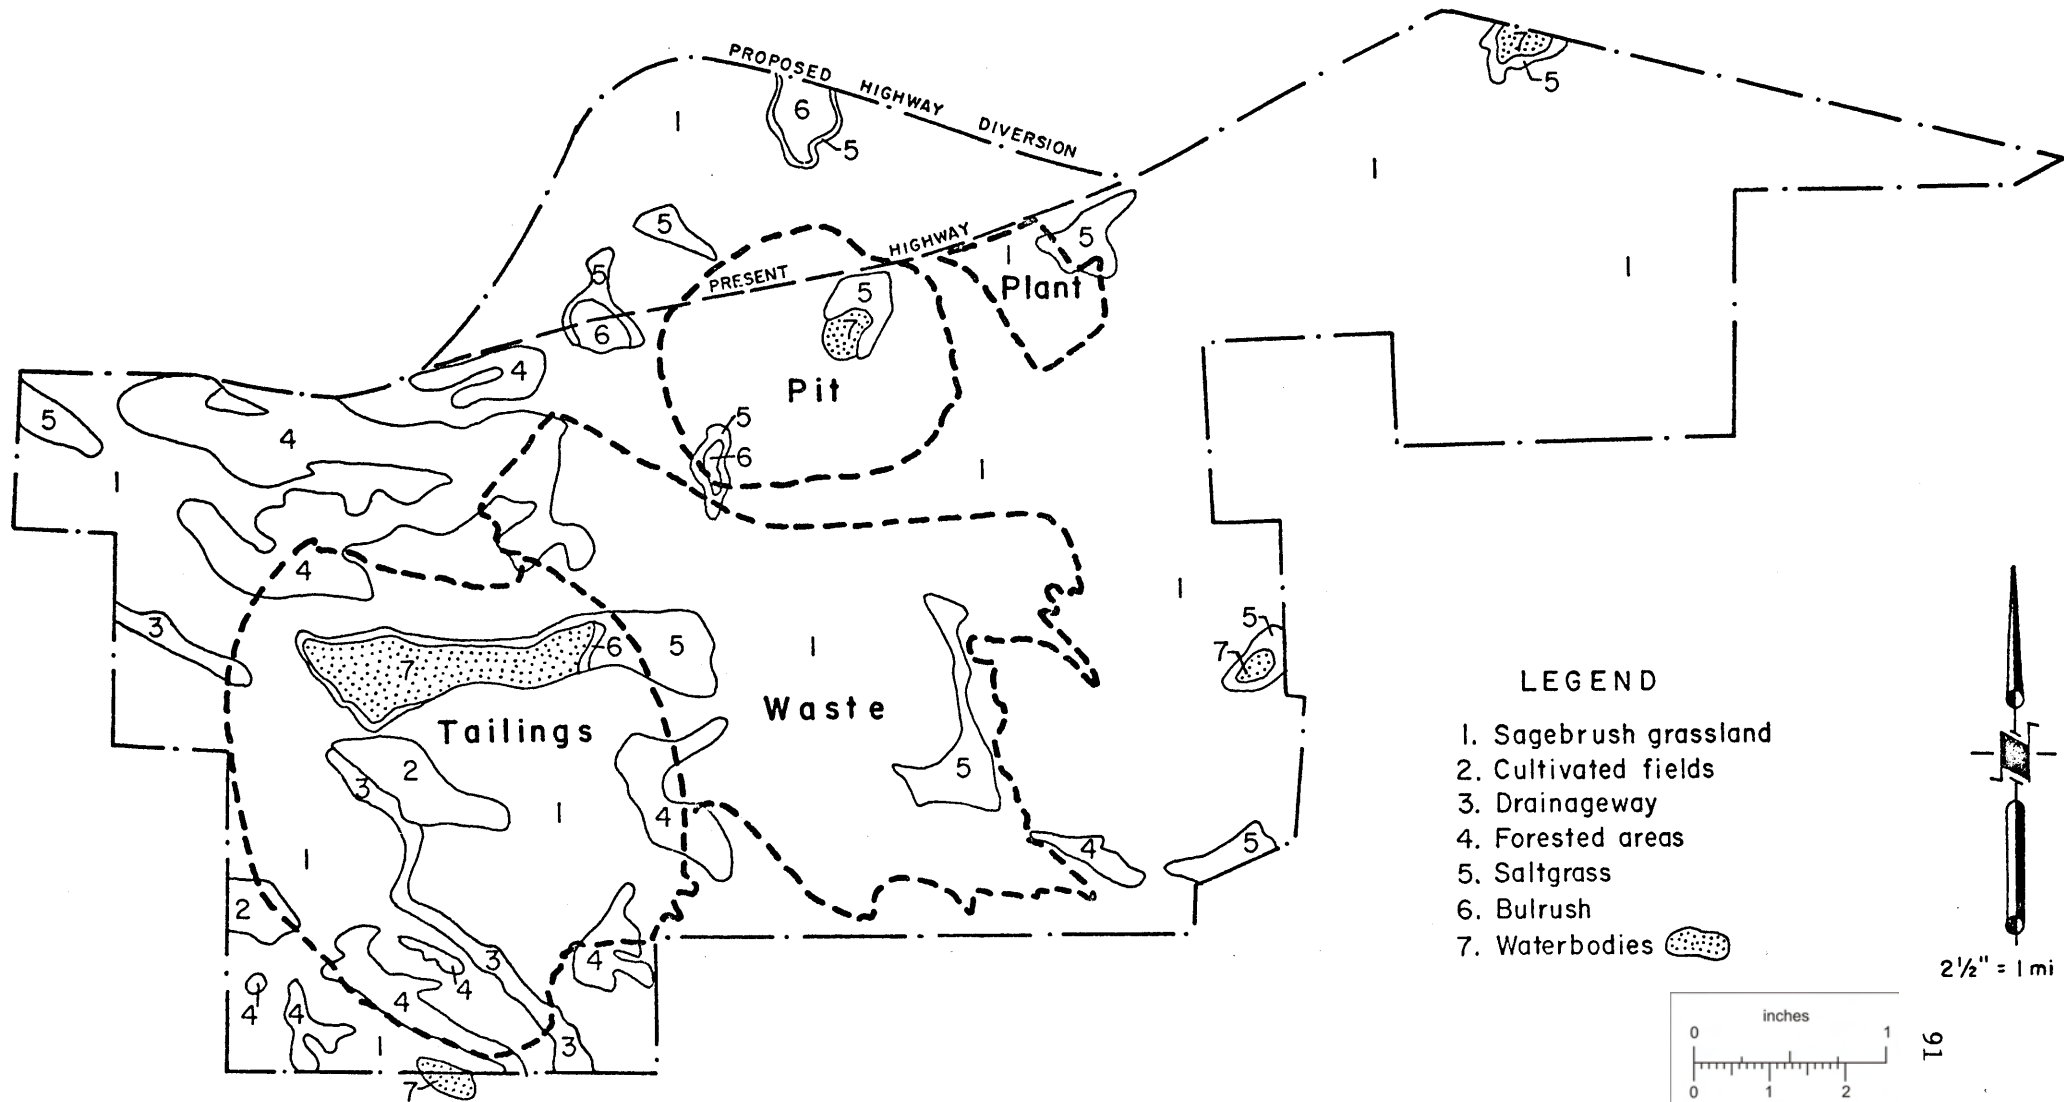 PROPOSED HIGHWAY DIVERSION
7
5
6
1
5
1
5
1
5
HIGHWAY
1
5
PRESENT
Plant
5
6
7
4
Pit
5
4
5
6
1
1
4
3
5
1
5
6
7
1
7
Waste
Tailings
2
3
5
1
4
4
5
1
2
3
4
4
4
4
4
1
3
7
LEGEND
1. Sagebrush grassland
2. Cultivated fields
3. Drainageway
4. Forested areas
5. Saltgrass
6. Bulrush
7. Waterbodies
2½" = 1 mi
inches
0 1
0 1 2
91